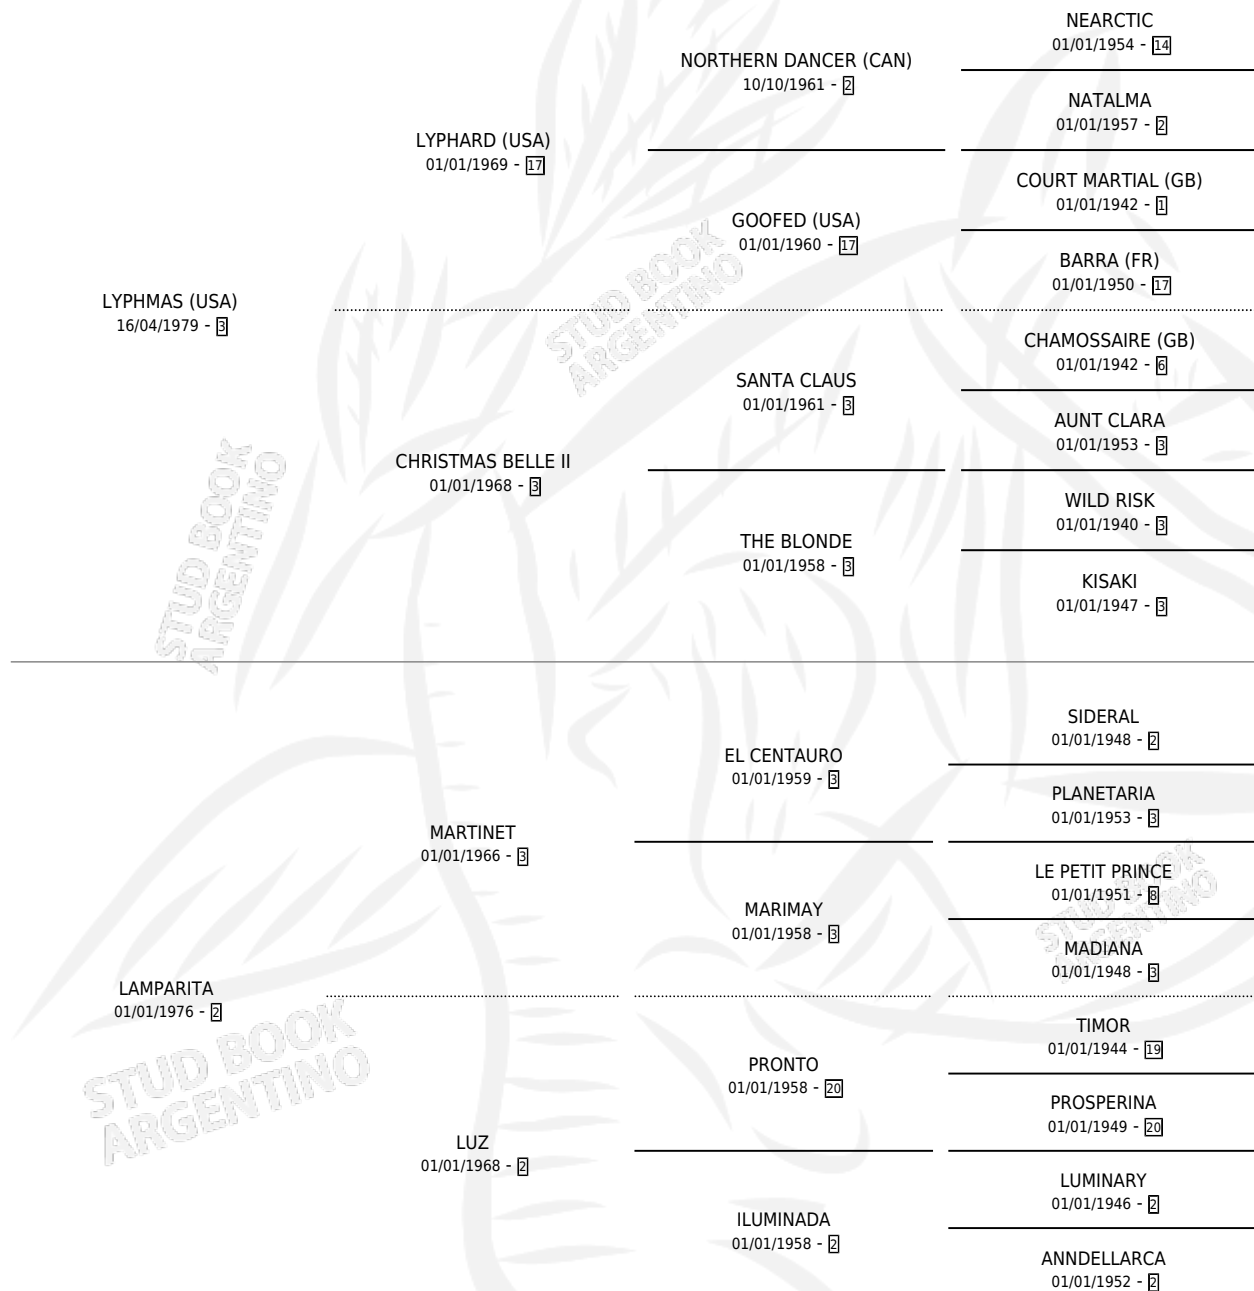 NEARCTIC
01/01/1954 - 14
NORTHERN DANCER (CAN)
10/10/1961 - 2
NATALMA
01/01/1957 - 2
LYPHARD (USA)
01/01/1969 - 17
COURT MARTIAL (GB)
01/01/1942 - 1
GOOFED (USA)
01/01/1960 - 17
BARRA (FR)
01/01/1950 - 17
LYPHMAS (USA)
16/04/1979 - 3
CHAMOSSAIRE (GB)
01/01/1942 - 6
SANTA CLAUS
01/01/1961 - 3
AUNT CLARA
01/01/1953 - 3
CHRISTMAS BELLE II
01/01/1968 - 3
WILD RISK
01/01/1940 - 3
THE BLONDE
01/01/1958 - 3
KISAKI
01/01/1947 - 3
SIDERAL
01/01/1948 - 2
EL CENTAURO
01/01/1959 - 3
PLANETARIA
01/01/1953 - 3
MARTINET
01/01/1966 - 3
LE PETIT PRINCE
01/01/1951 - 8
MARIMAY
01/01/1958 - 3
MADIANA
01/01/1948 - 3
LAMPARITA
01/01/1976 - 2
TIMOR
01/01/1944 - 19
PRONTO
01/01/1958 - 20
PROSPERINA
01/01/1949 - 20
LUZ
01/01/1968 - 2
LUMINARY
01/01/1946 - 2
ILUMINADA
01/01/1958 - 2
ANNDELLARCA
01/01/1952 - 2
STUD BOOK
ARGENTINO
STUD BOOK
ARGENTINO
STUD BOOK
ARGENTINO
STUD BOOK
ARGENTINO